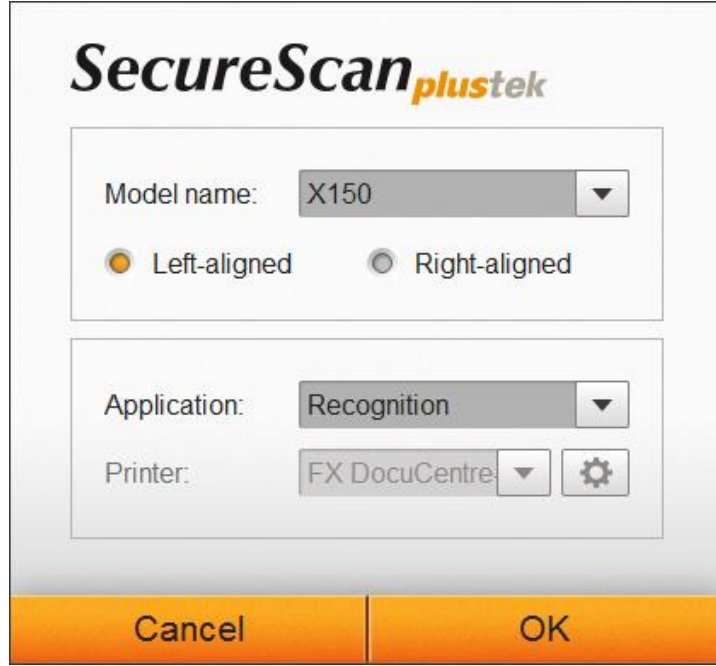 SecureScan plustek
Model name: X150
Left-aligned Right-aligned
Application: Recognition
Printer: FX DocuCentre-
Cancel OK